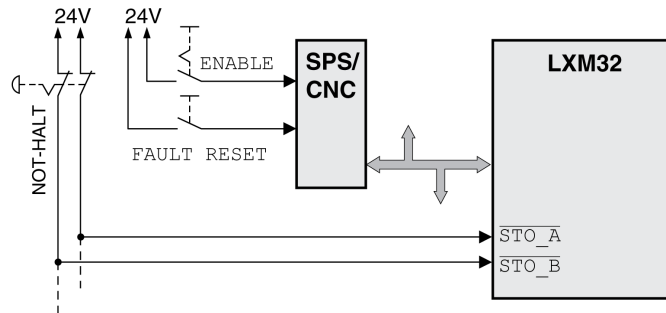 24V 24V
ENABLE
SPS/
CNC
LXM32
NOT-HALT
FAULT RESET
STO_A
STO_B